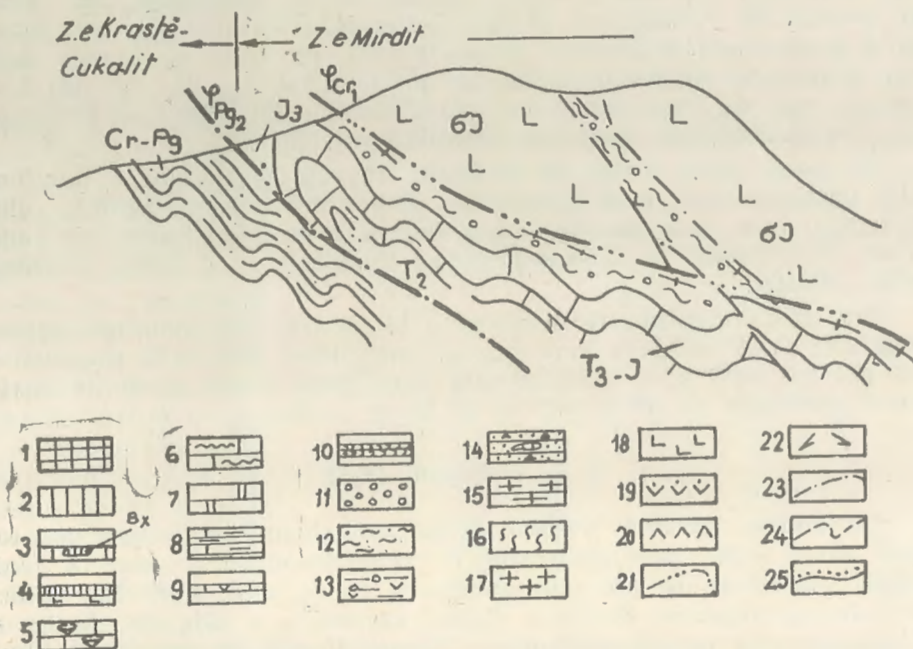 Z.e Krastë-
Cukalit
Z.e Mirdit
φPg₂
J₃
φCr₁
Cr-Pg
L
L
L
L
L
L
L
L
σJ
σJ
T₂
T₃-J
1
2
3
Bx
4
5
6
7
8
9
10
11
12
13
14
15
16
17
18
19
20
21
22
23
24
25